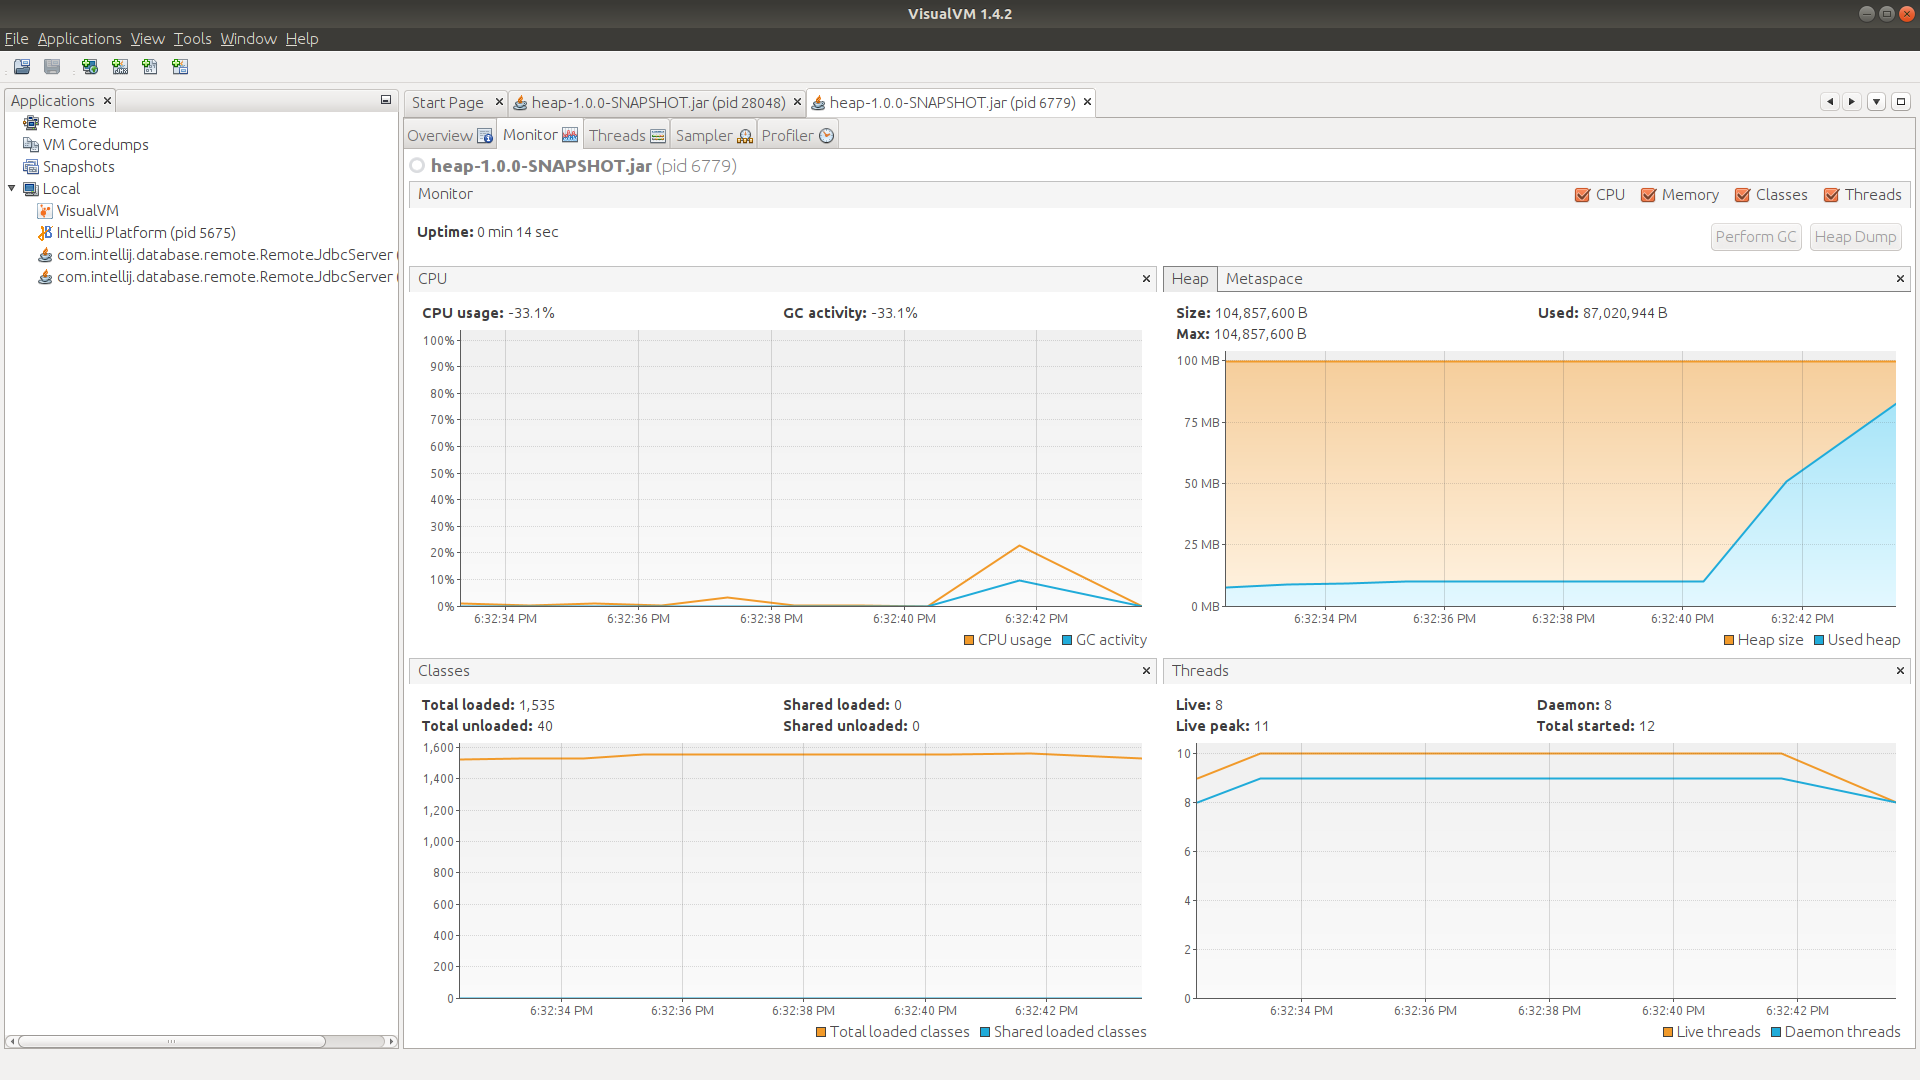 VisualVM 1.4.2
File Applications View Tools Window Help
Applications
Remote
VM Coredumps
Snapshots
Local
VisualVM
IntelliJ Platform (pid 5675)
com.intellij.database.remote.RemoteJdbcServer (
com.intellij.database.remote.RemoteJdbcServer (
Start Page heap-1.0.0-SNAPSHOT.jar (pid 28048) heap-1.0.0-SNAPSHOT.jar (pid 6779)
Overview Monitor Threads Sampler Profiler
heap-1.0.0-SNAPSHOT.jar (pid 6779)
Monitor CPU Memory Classes Threads
Uptime: 0 min 14 sec Perform GC Heap Dump
CPU
CPU usage: -33.1% GC activity: -33.1%
100%
90%
80%
70%
60%
50%
40%
30%
20%
10%
0%
6:32:34 PM 6:32:36 PM 6:32:38 PM 6:32:40 PM 6:32:42 PM
CPU usage GC activity
Heap Metaspace
Size: 104,857,600 B Used: 87,020,944 B
Max: 104,857,600 B
100 MB
75 MB
50 MB
25 MB
0 MB
6:32:34 PM 6:32:36 PM 6:32:38 PM 6:32:40 PM 6:32:42 PM
Heap size Used heap
Classes
Total loaded: 1,535 Shared loaded: 0
Total unloaded: 40 Shared unloaded: 0
1,600
1,400
1,200
1,000
800
600
400
200
0
6:32:34 PM 6:32:36 PM 6:32:38 PM 6:32:40 PM 6:32:42 PM
Total loaded classes Shared loaded classes
Threads
Live: 8 Daemon: 8
Live peak: 11 Total started: 12
10
8
6
4
2
0
6:32:34 PM 6:32:36 PM 6:32:38 PM 6:32:40 PM 6:32:42 PM
Live threads Daemon threads